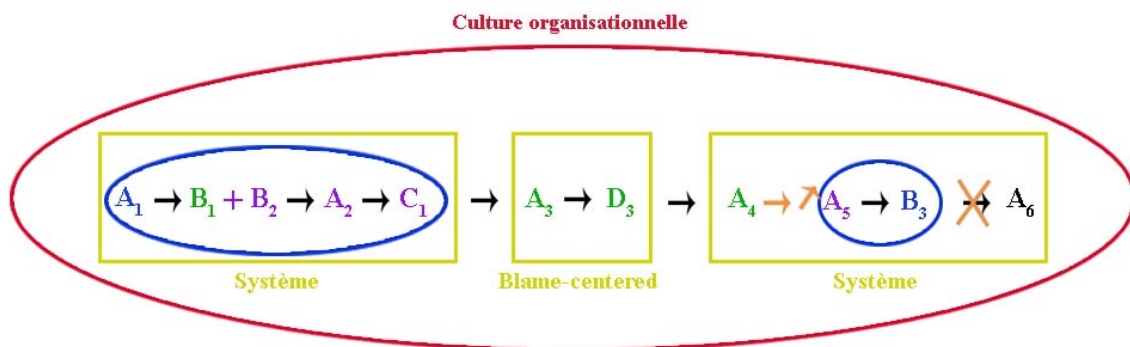 Culture organisationnelle
A₁ → B₁ + B₂ → A₂ → C₁ → A₃ → D₃ → A₄ → ↗ A₅ → B₃ → A₆
Système Blame-centered Système